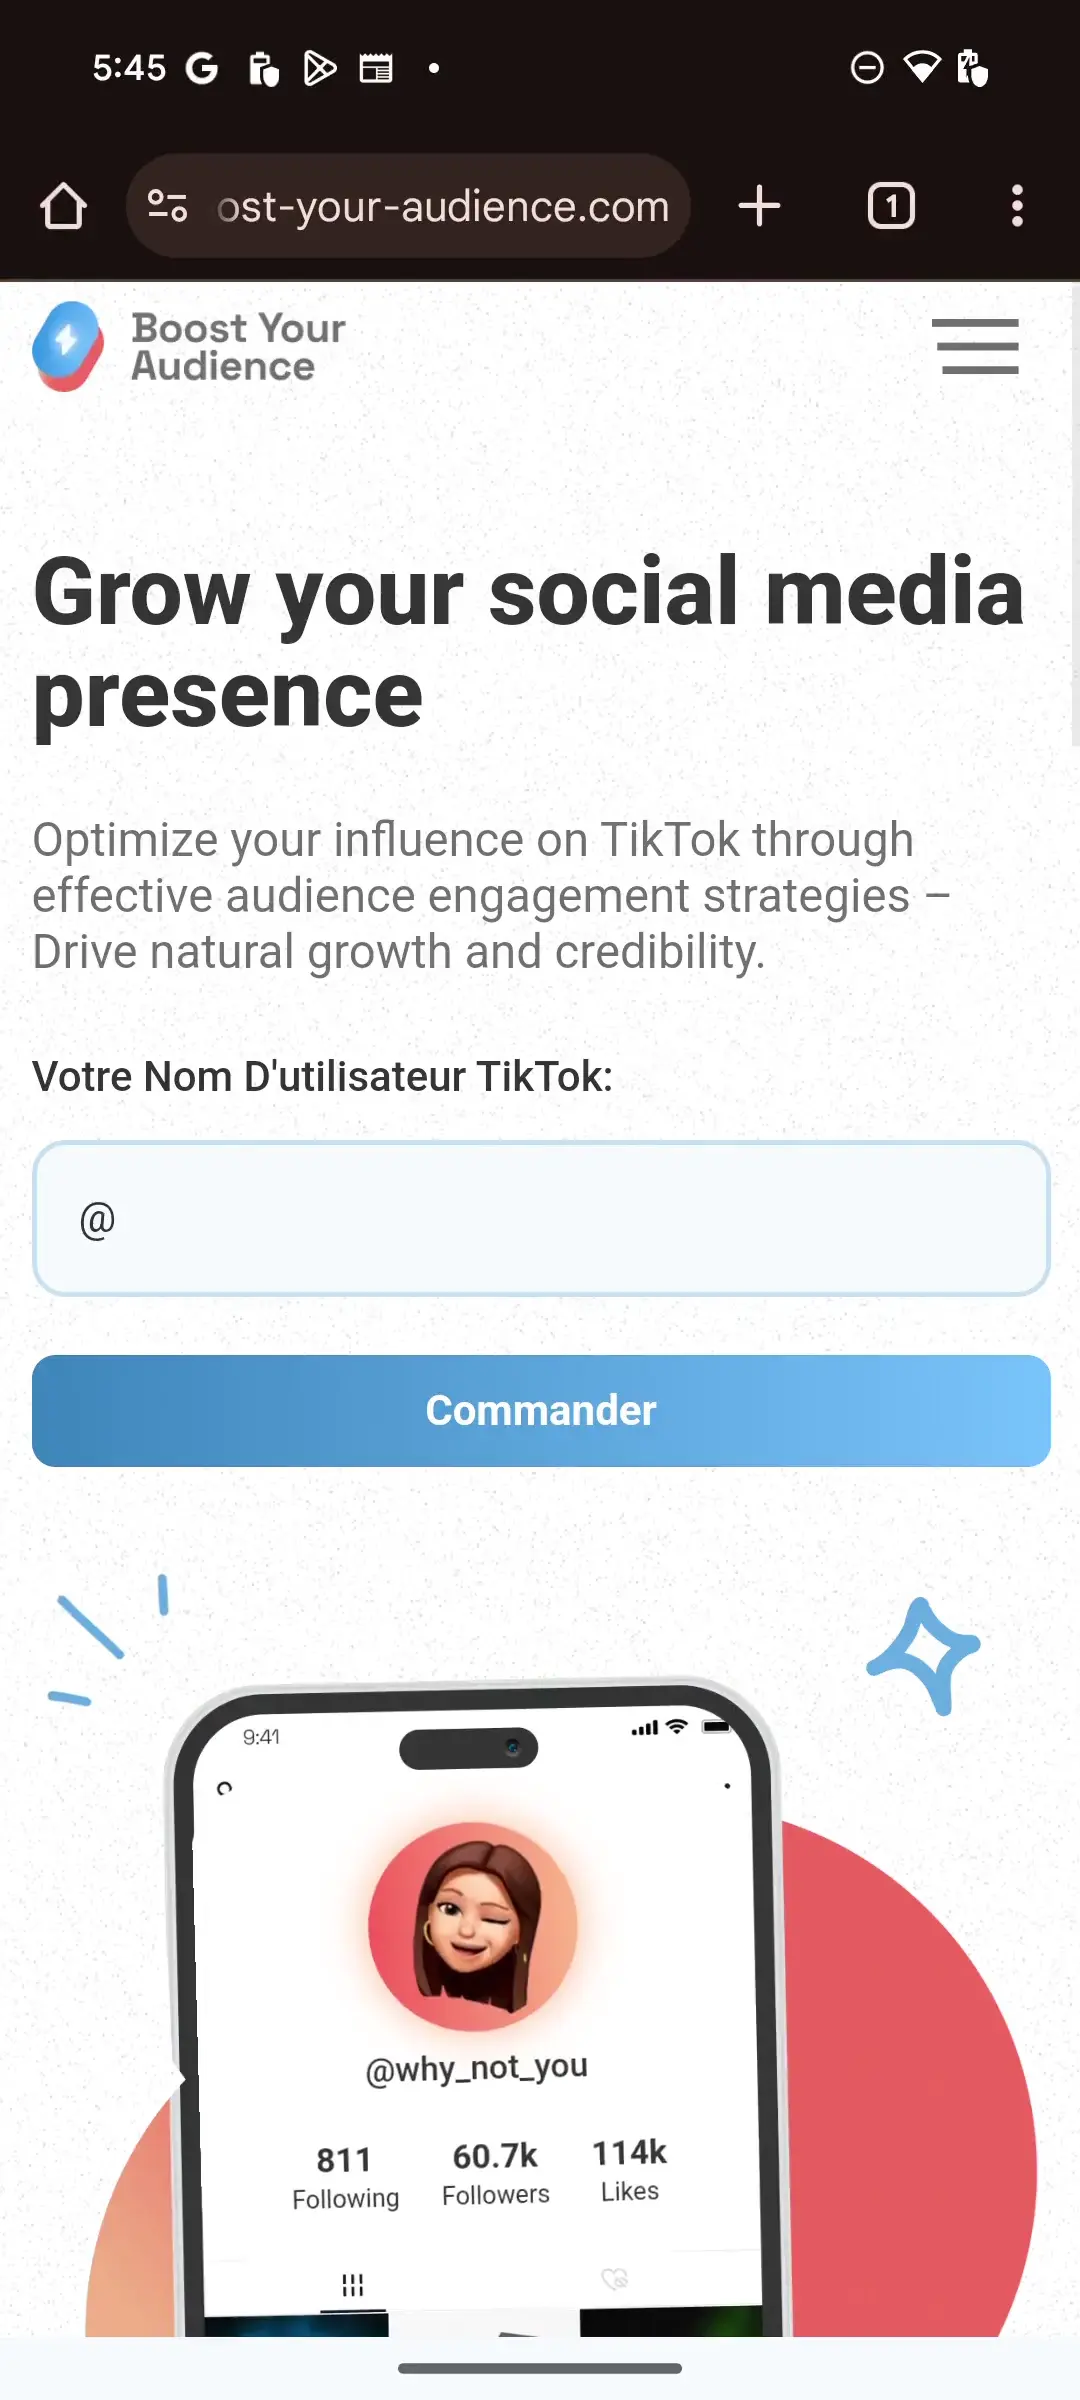 5:45
ost-your-audience.com
1
Boost Your
Audience
Grow your social media
presence
Optimize your influence on TikTok through
effective audience engagement strategies –
Drive natural growth and credibility.
Votre Nom D'utilisateur TikTok:
@
Commander
9:41
@why_not_you
811 60.7k 114k
Following Followers Likes